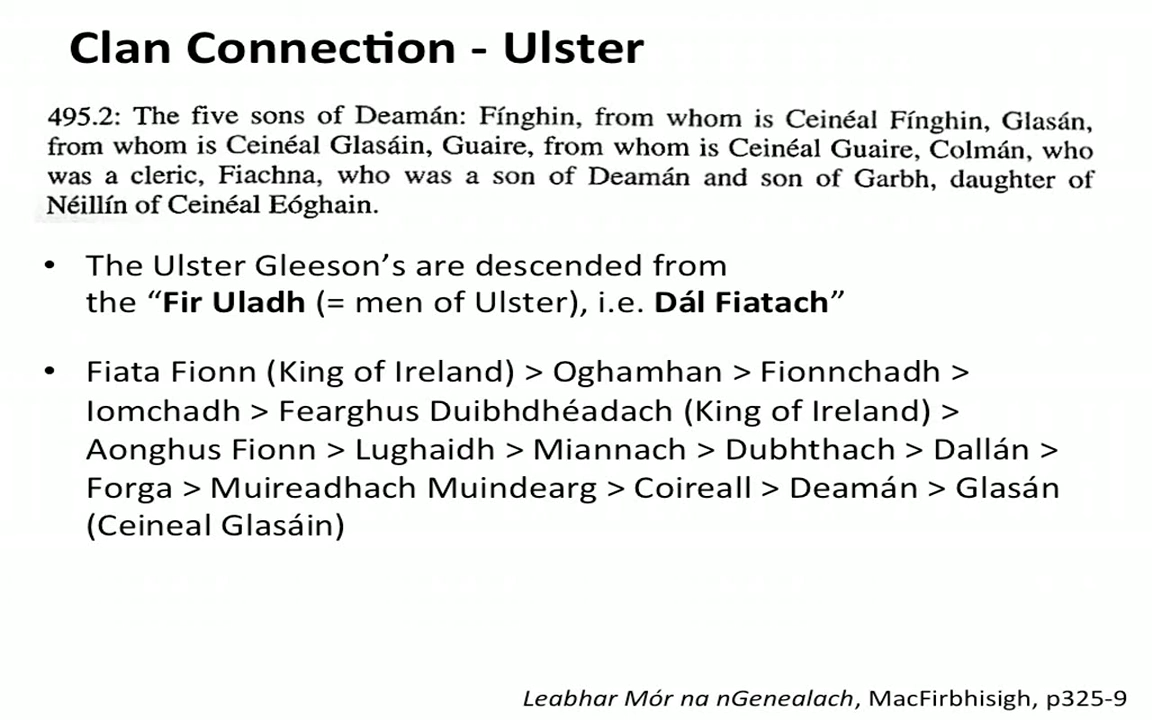 Clan Connection - Ulster
495.2: The five sons of Deamán: Fínghin, from whom is Ceinéal Fínghin, Glasán,
from whom is Ceinéal Glasáin, Guaire, from whom is Ceinéal Guaire, Colmán, who
was a cleric, Fiachna, who was a son of Deamán and son of Garbh, daughter of
Néillín of Ceinéal Eóghain.
• The Ulster Gleeson’s are descended from
the “Fir Uladh (= men of Ulster), i.e. Dál Fiatach”
• Fiata Fionn (King of Ireland) > Oghamhan > Fionnchadh >
Iomchadh > Fearghus Duibhdhéadach (King of Ireland) >
Aonghus Fionn > Lughaidh > Miannach > Dubhthach > Dallán >
Forga > Muireadhach Muindearg > Coireall > Deamán > Glasán
(Ceineal Glasáin)
Leabhar Mór na nGenealach, MacFirbhisigh, p325-9